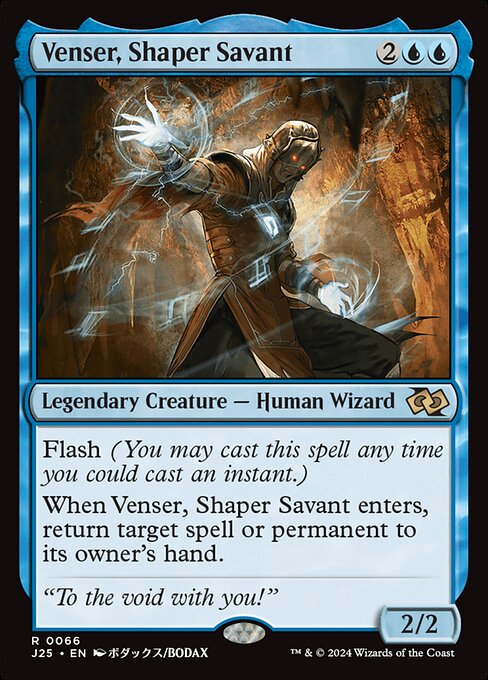 Venser, Shaper Savant 2
Legendary Creature — Human Wizard
Flash (You may cast this spell any time
you could cast an instant.)
When Venser, Shaper Savant enters,
return target spell or permanent to
its owner's hand.
“To the void with you!”
2/2
R 0066
J25 • EN ボダックス/BODAX
™ & © 2024 Wizards of the Coast